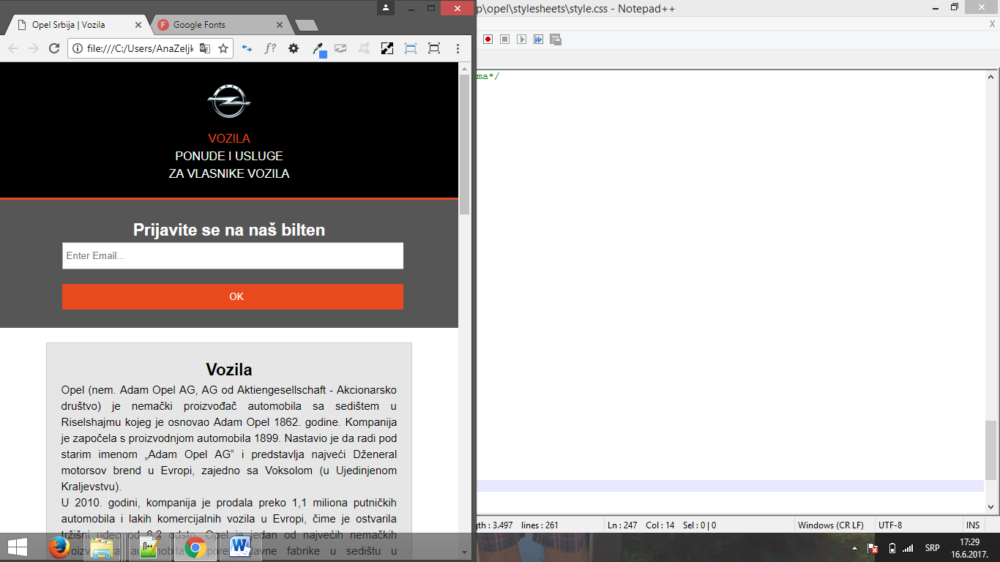 Opel Srbija | Vozila
Google Fonts
p\opel\stylesheets\style.css - Notepad++
X
file:///C:/Users/AnaZeljk
f?
ma*/
OPEL
VOZILA
PONUDE I USLUGE
ZA VLASNIKE VOZILA
Prijavite se na naš bilten
Enter Email...
OK
Vozila
Opel (nem. Adam Opel AG, AG od Aktiengesellschaft - Akcionarsko
društvo) je nemački proizvođač automobila sa sedištem u
Riselshajmu kojeg je osnovao Adam Opel 1862. godine. Kompanija
je započela s proizvodnjom automobila 1899. Nastavio je da radi pod
starim imenom „Adam Opel AG“ i predstavlja najveći Dženeral
motorsov brend u Evropi, zajedno sa Voksolom (u Ujedinjenom
Kraljevstvu).
U 2010. godini, kompanija je prodala preko 1,1 miliona putničkih
automobila i lakih komercijalnih vozila u Evropi, čime je ostvarila
tržišni udeo od 6,2 odsto. Opel je jedan od najvećih nemačkih
automobila pore avne fabrike u sedištu u
gth : 3.497 lines : 261
Ln : 247 Col : 14 Sel : 0 | 0
Windows (CR LF)
UTF-8
INS
SRP
17:29
16.6.2017.